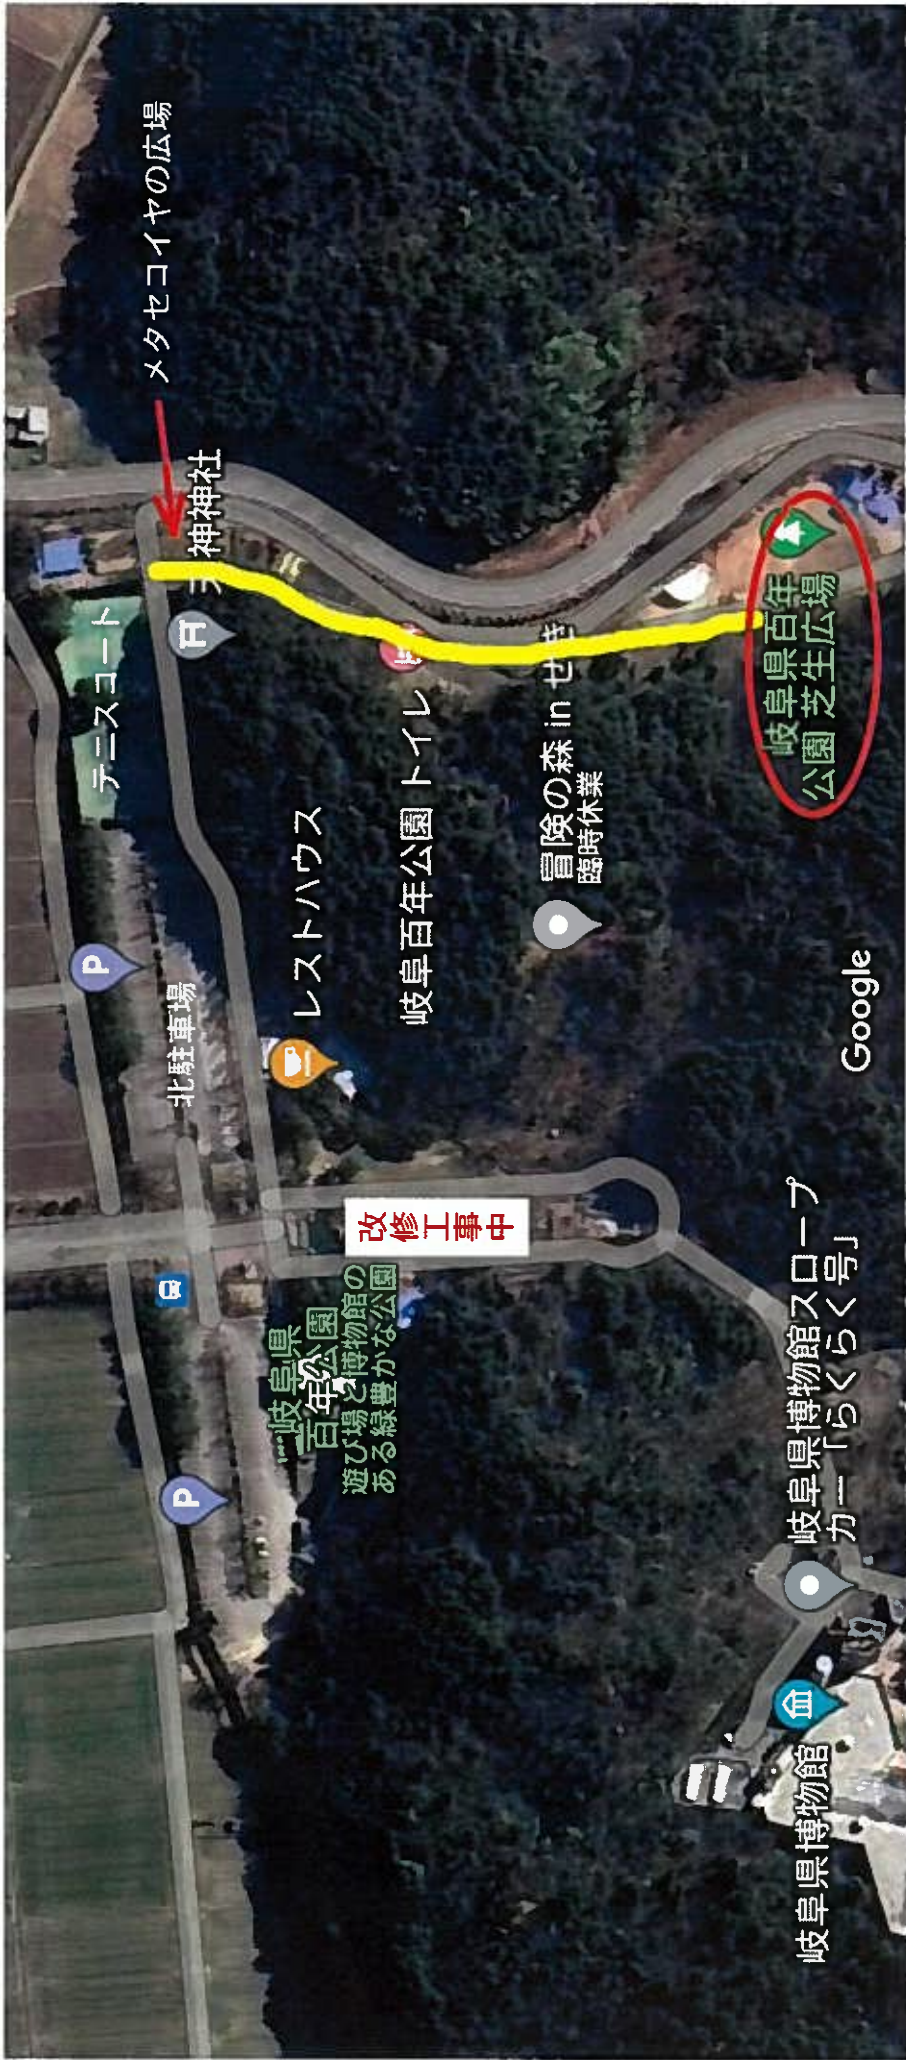 P
テニスコート
メタセコイヤの広場
P
北駐車場
天神神社
岐阜県
百年公園
遊び場と博物館の
ある緑豊かな公園
レストハウス
改修工事中
岐阜百年公園 トイレ
冒険の森 in せき
臨時休業
岐阜県百年
公園 芝生広場
岐阜県博物館スロープ
カー「らくらく号」
岐阜県博物館
Google